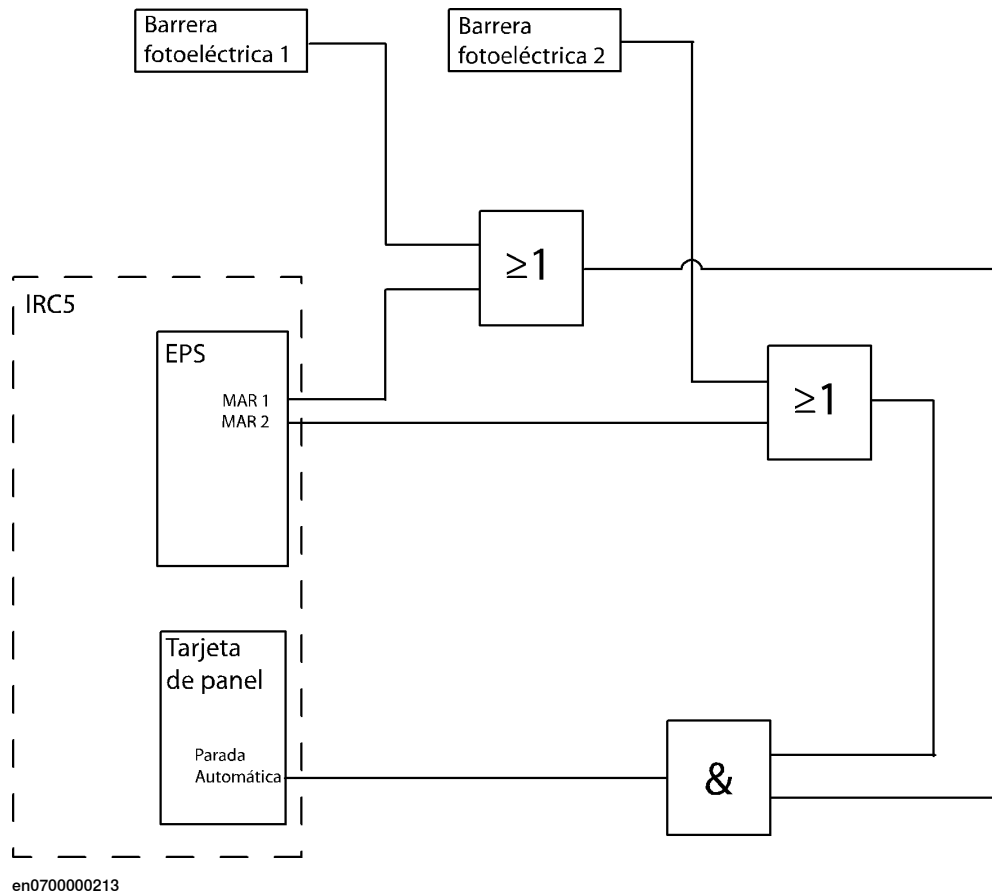 Barrera
fotoeléctrica 1
Barrera
fotoeléctrica 2
≥1
IRC5
EPS
≥1
MAR 1
MAR 2
Tarjeta
de panel
Parada
Automática
&
en0700000213